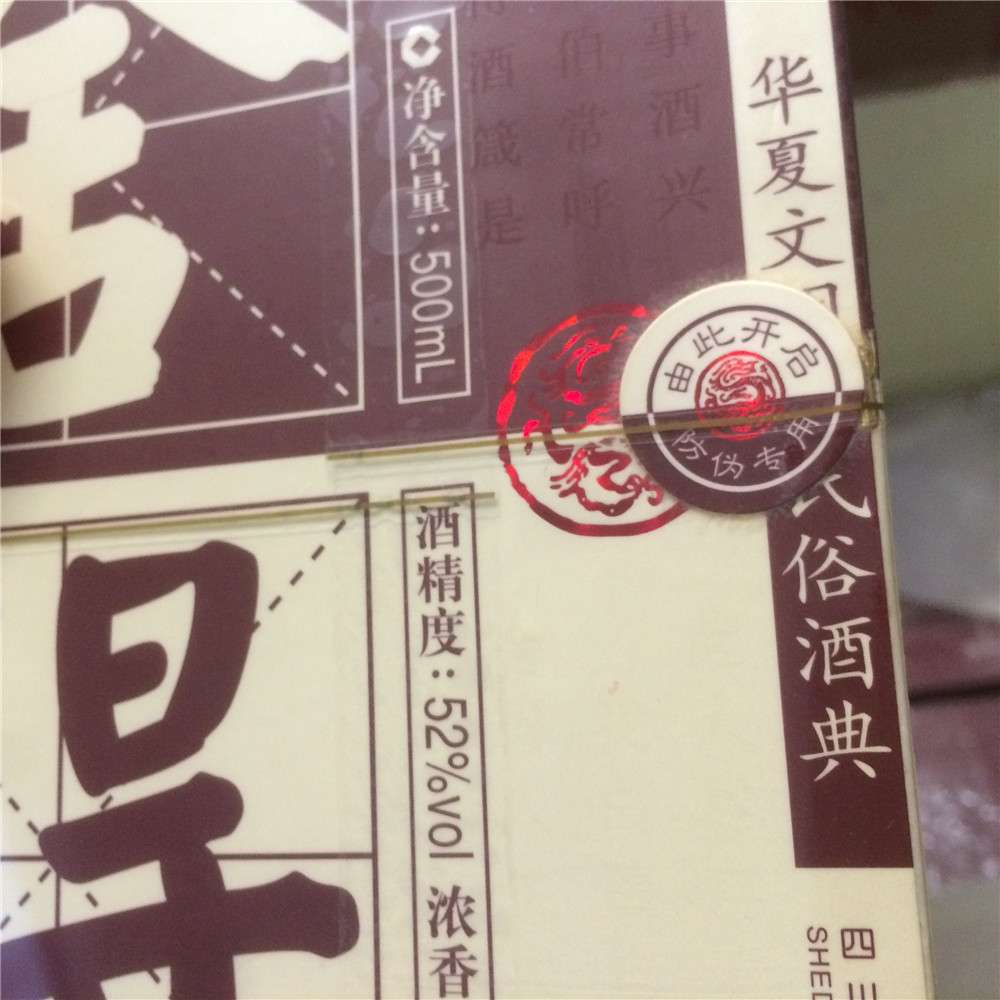 事酒兴
伯常呼
酒箴是
净含量:500mL
酒精度:52%vol 浓香
华夏文
民俗酒典
由此开启
防伪专用
四
SHE